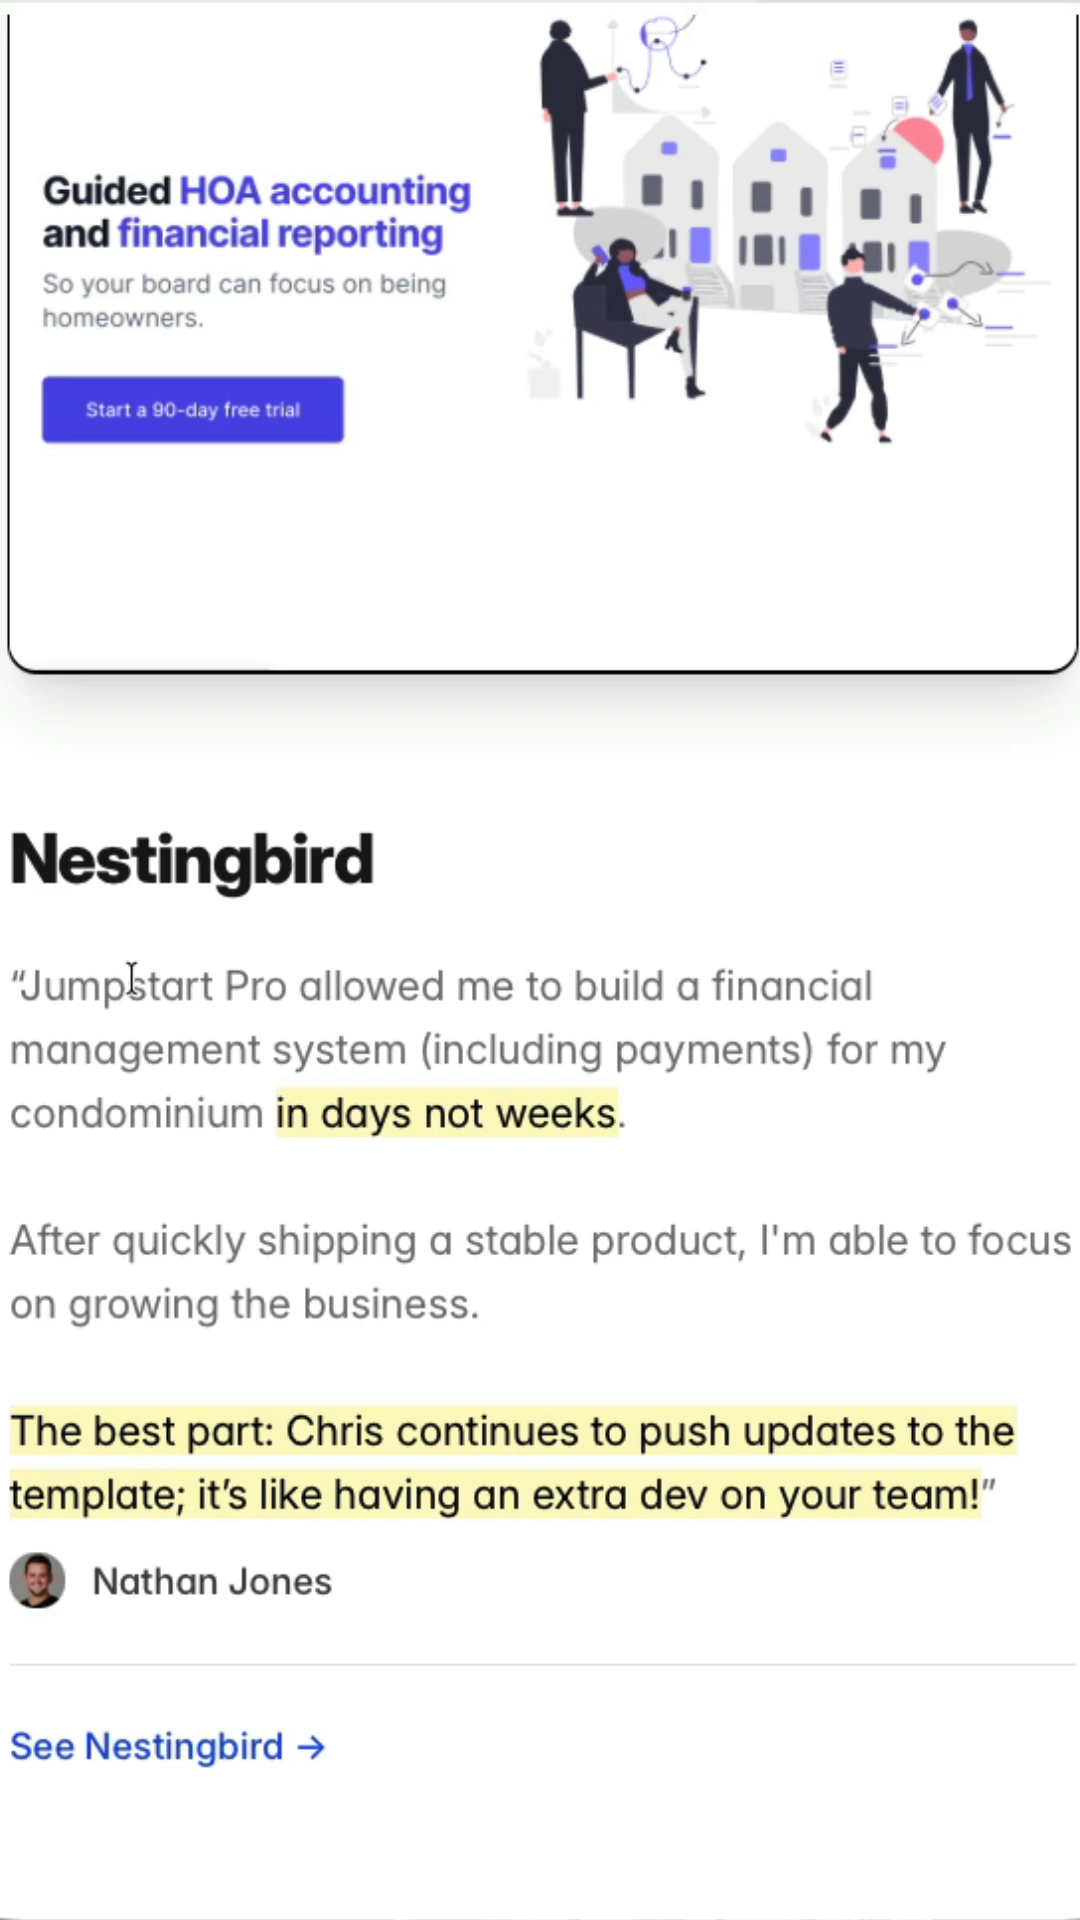 Guided HOA accounting
and financial reporting
So your board can focus on being
homeowners.
Start a 90-day free trial
Nestingbird
“Jumpstart Pro allowed me to build a financial
management system (including payments) for my
condominium in days not weeks.
After quickly shipping a stable product, I'm able to focus
on growing the business.
The best part: Chris continues to push updates to the
template; it’s like having an extra dev on your team!”
Nathan Jones
See Nestingbird →